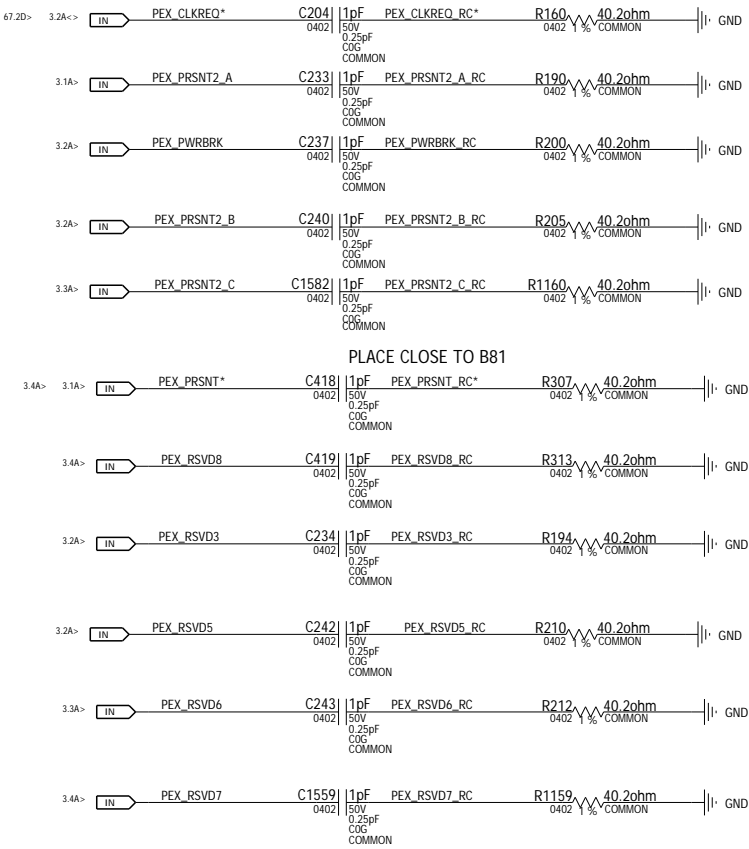 67.2D> 3.2A<> IN PEX_CLKREQ* C204 1pF PEX_CLKREQ_RC* R160 40.2ohm GND
0402 50V 0402 1 % COMMON
0.25pF
C0G
COMMON
3.1A> IN PEX_PRSNT2_A C233 1pF PEX_PRSNT2_A_RC R190 40.2ohm GND
0402 50V 0402 1 % COMMON
0.25pF
C0G
COMMON
3.2A> IN PEX_PWRBRK C237 1pF PEX_PWRBRK_RC R200 40.2ohm GND
0402 50V 0402 1 % COMMON
0.25pF
C0G
COMMON
3.2A> IN PEX_PRSNT2_B C240 1pF PEX_PRSNT2_B_RC R205 40.2ohm GND
0402 50V 0402 1 % COMMON
0.25pF
C0G
COMMON
3.3A> IN PEX_PRSNT2_C C1582 1pF PEX_PRSNT2_C_RC R1160 40.2ohm GND
0402 50V 0402 1 % COMMON
0.25pF
C0G
COMMON
PLACE CLOSE TO B81
3.4A> 3.1A> IN PEX_PRSNT* C418 1pF PEX_PRSNT_RC* R307 40.2ohm GND
0402 50V 0402 1 % COMMON
0.25pF
C0G
COMMON
3.4A> IN PEX_RSVD8 C419 1pF PEX_RSVD8_RC R313 40.2ohm GND
0402 50V 0402 1 % COMMON
0.25pF
C0G
COMMON
3.2A> IN PEX_RSVD3 C234 1pF PEX_RSVD3_RC R194 40.2ohm GND
0402 50V 0402 1 % COMMON
0.25pF
C0G
COMMON
3.2A> IN PEX_RSVD5 C242 1pF PEX_RSVD5_RC R210 40.2ohm GND
0402 50V 0402 1 % COMMON
0.25pF
C0G
COMMON
3.3A> IN PEX_RSVD6 C243 1pF PEX_RSVD6_RC R212 40.2ohm GND
0402 50V 0402 1 % COMMON
0.25pF
C0G
COMMON
3.4A> IN PEX_RSVD7 C1559 1pF PEX_RSVD7_RC R1159 40.2ohm GND
0402 50V 0402 1 % COMMON
0.25pF
C0G
COMMON